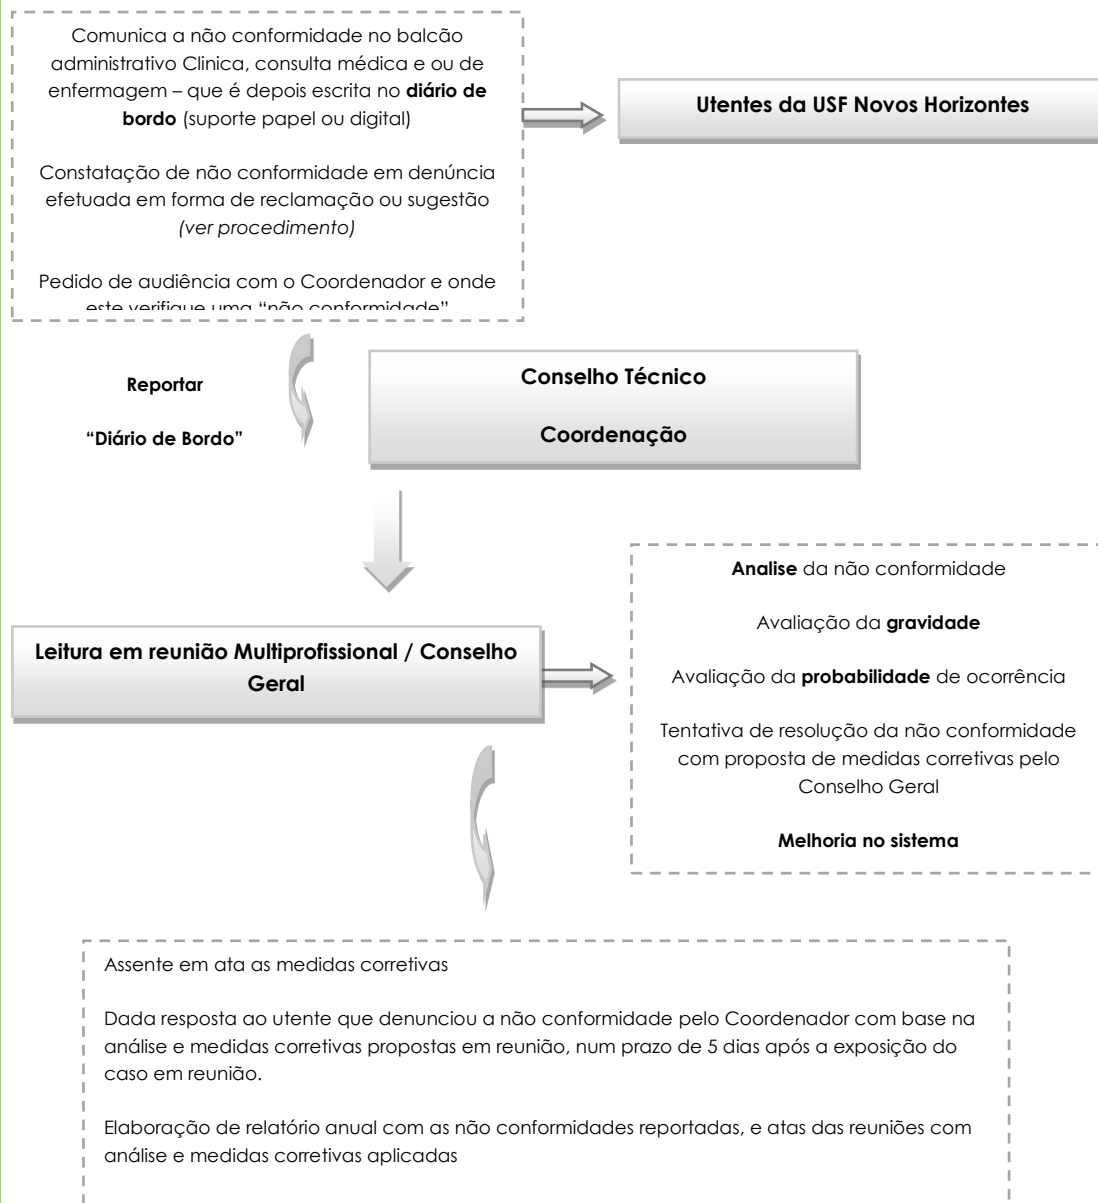 Comunica a não conformidade no balcão
administrativo Clinica, consulta médica e ou de
enfermagem – que é depois escrita no diário de
bordo (suporte papel ou digital)
Constatação de não conformidade em denúncia
efetuada em forma de reclamação ou sugestão
(ver procedimento)
Pedido de audiência com o Coordenador e onde
este verifique uma “não conformidade”
Utentes da USF Novos Horizontes
Reportar
“Diário de Bordo”
Conselho Técnico
Coordenação
Leitura em reunião Multiprofissional / Conselho
Geral
Analise da não conformidade
Avaliação da gravidade
Avaliação da probabilidade de ocorrência
Tentativa de resolução da não conformidade
com proposta de medidas corretivas pelo
Conselho Geral
Melhoria no sistema
Assente em ata as medidas corretivas
Dada resposta ao utente que denunciou a não conformidade pelo Coordenador com base na
análise e medidas corretivas propostas em reunião, num prazo de 5 dias após a exposição do
caso em reunião.
Elaboração de relatório anual com as não conformidades reportadas, e atas das reuniões com
análise e medidas corretivas aplicadas